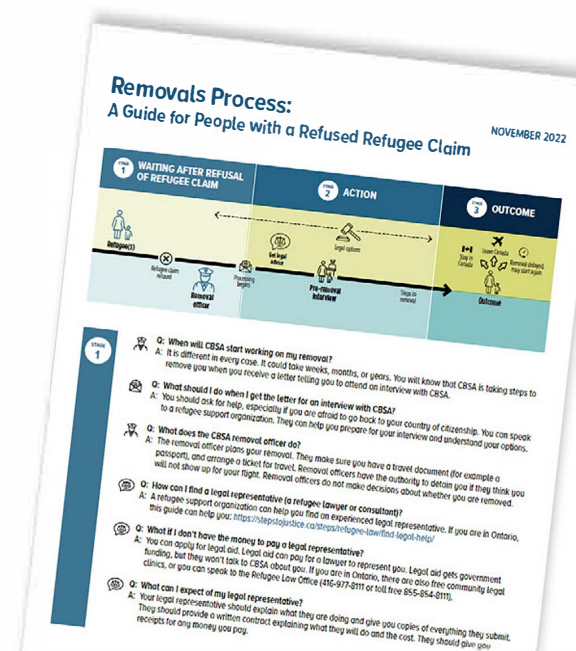 Removals Process:
A Guide for People with a Refused Refugee Claim
NOVEMBER 2022
STAGE
1
WAITING AFTER REFUSAL
OF REFUGEE CLAIM
STAGE
2
ACTION
STAGE
3
OUTCOME
Refugee(s)
Refugee claim
refused
Removal
officer
Processing
begins
Get legal
advice
Legal options
Pre-removal
interview
Steps to
removal
Stay in
Canada
Leave Canada
Removal delayed,
may start again
Outcome
STAGE
1
Q: When will CBSA start working on my removal?
A: It is different in every case. It could take weeks, months, or years. You will know that CBSA is taking steps to
remove you when you receive a letter telling you to attend an interview with CBSA.
Q: What should I do when I get the letter for an interview with CBSA?
A: You should ask for help, especially if you are afraid to go back to your country of citizenship. You can speak
to a refugee support organization. They can help you prepare for your interview and understand your options.
Q: What does the CBSA removal officer do?
A: The removal officer plans your removal. They make sure you have a travel document (for example a
passport), and arrange a ticket for travel. Removal officers have the authority to detain you if they think you
will not show up for your flight. Removal officers do not make decisions about whether you are removed.
Q: How can I find a legal representative (a refugee lawyer or consultant)?
A: A refugee support organization can help you find an experienced legal representative. If you are in Ontario,
this guide can help you: https://stepstojustice.ca/steps/refugee-law/find-legal-help/
Q: What if I don't have the money to pay a legal representative?
A: You can apply for legal aid. Legal aid can pay for a lawyer to represent you. Legal aid gets government
funding, but they won't talk to CBSA about you. If you are in Ontario, there are also free community legal
clinics, or you can speak to the Refugee Law Office (416-977-8111 or toll free 855-854-8111).
Q: What can I expect of my legal representative?
A: Your legal representative should explain what they are doing and give you copies of everything they submit.
They should provide a written contract explaining what they will do and the cost. They should give you
receipts for any money you pay.